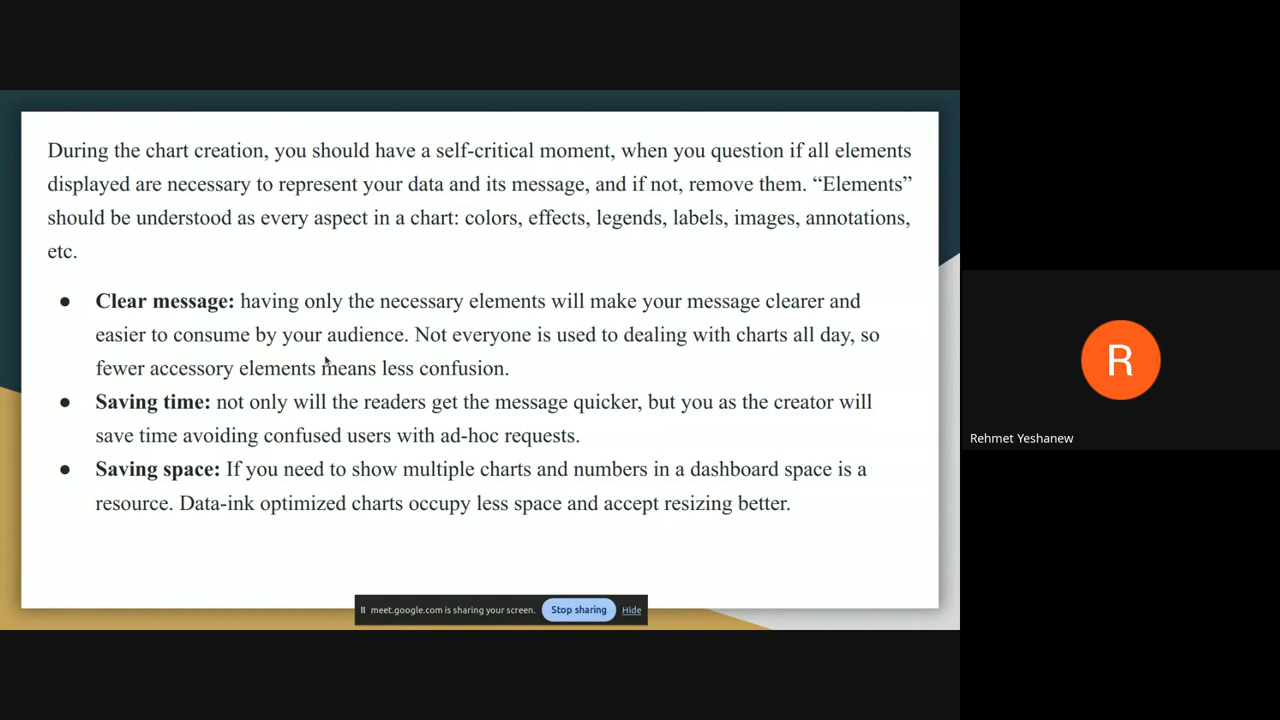 During the chart creation, you should have a self-critical moment, when you question if all elements
displayed are necessary to represent your data and its message, and if not, remove them. “Elements”
should be understood as every aspect in a chart: colors, effects, legends, labels, images, annotations,
etc.
● Clear message: having only the necessary elements will make your message clearer and
easier to consume by your audience. Not everyone is used to dealing with charts all day, so
fewer accessory elements means less confusion.
● Saving time: not only will the readers get the message quicker, but you as the creator will
save time avoiding confused users with ad-hoc requests.
● Saving space: If you need to show multiple charts and numbers in a dashboard space is a
resource. Data-ink optimized charts occupy less space and accept resizing better.
meet.google.com is sharing your screen. Stop sharing Hide
R
Rehmet Yeshanew